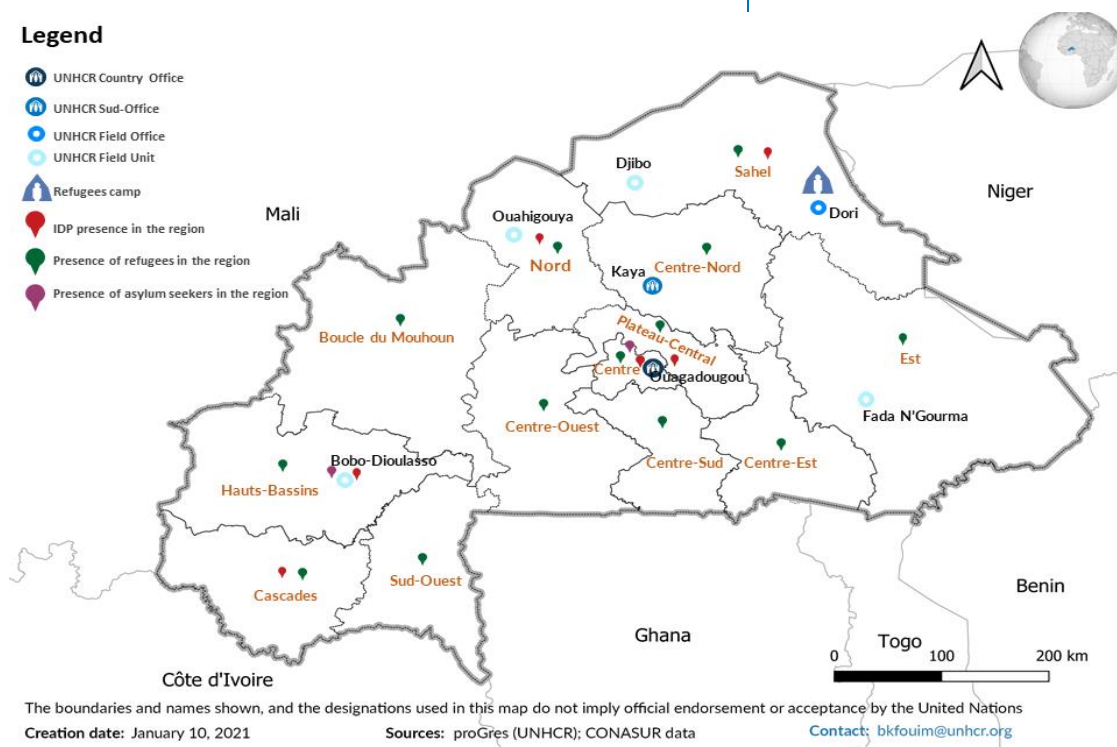 Legend
UNHCR Country Office
UNHCR Sud-Office
UNHCR Field Office
UNHCR Field Unit
Refugees camp
IDP presence in the region
Presence of refugees in the region
Presence of asylum seekers in the region
Mali
Niger
Djibo
Sahel
Dori
Ouahigouya
Nord
Kaya
Centre-Nord
Boucle du Mouhoun
Plateau-Central
Est
Centre
Ouagadougou
Fada N'Gourma
Centre-Ouest
Bobo-Dioulasso
Centre-Sud
Centre-Est
Hauts-Bassins
Sud-Ouest
Cascades
Benin
Ghana
Togo
0 100 200 km
Côte d'Ivoire
The boundaries and names shown, and the designations used in this map do not imply official endorsement or acceptance by the United Nations
Creation date: January 10, 2021 Sources: proGres (UNHCR); CONASUR data Contact: bkfouim@unhcr.org